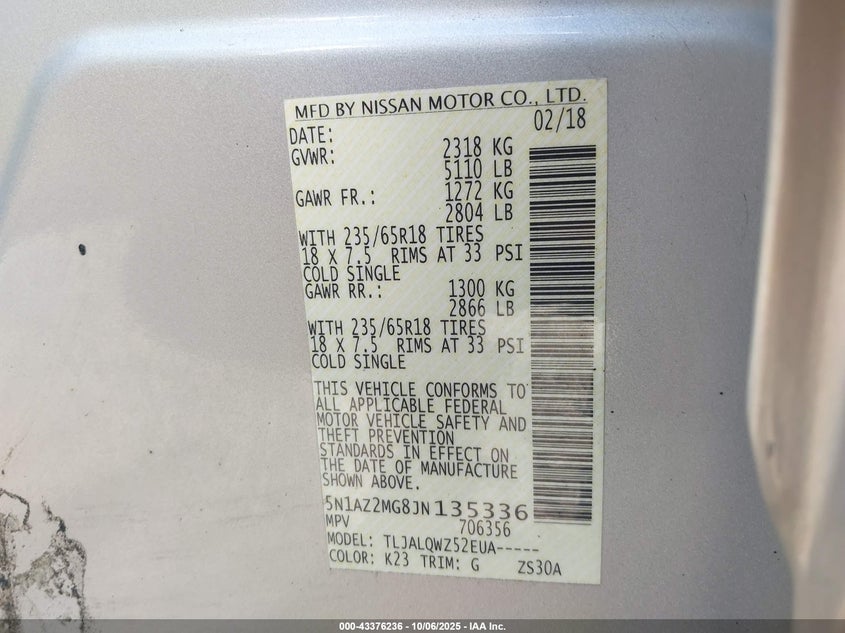 MFD BY NISSAN MOTOR CO., LTD.
DATE: 02/18
GVWR: 2318 KG
5110 LB
GAWR FR.: 1272 KG
2804 LB
WITH 235/65R18 TIRES
18 X 7.5 RIMS AT 33 PSI
COLD SINGLE
GAWR RR.: 1300 KG
2866 LB
WITH 235/65R18 TIRES
18 X 7.5 RIMS AT 33 PSI
COLD SINGLE
THIS VEHICLE CONFORMS TO
ALL APPLICABLE FEDERAL
MOTOR VEHICLE SAFETY AND
THEFT PREVENTION
STANDARDS IN EFFECT ON
THE DATE OF MANUFACTURE
SHOWN ABOVE.
5N1AZ2MG8JN135336
MPV 706356
MODEL: TLJALQWZ52EUA-----
COLOR: K23 TRIM: G ZS30A
000-43376236 - 10/06/2025 - IAA Inc.